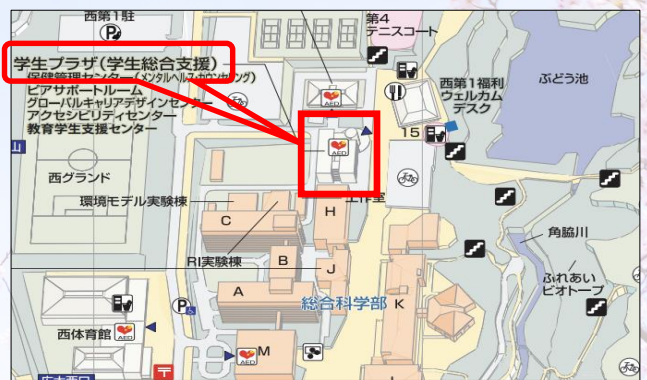 西第1駐
P
第4
テニスコート
学生プラザ(学生総合支援)
保健管理センター(メンタルヘルス・カウンセリング)
ピアサポートルーム
グローバルキャリアデザインセンター
アクセシビリティセンター
教育学生支援センター
AED
西第1福利
ウェルカム
デスク
ぶどう池
15
AED
山
西グランド
環境モデル実験棟
工作室
H
C
角脇川
RI実験棟
B
J
A
総合科学部
K
ふれあい
ビオトープ
P
西体育館
AED
AED
M
L
広大西口